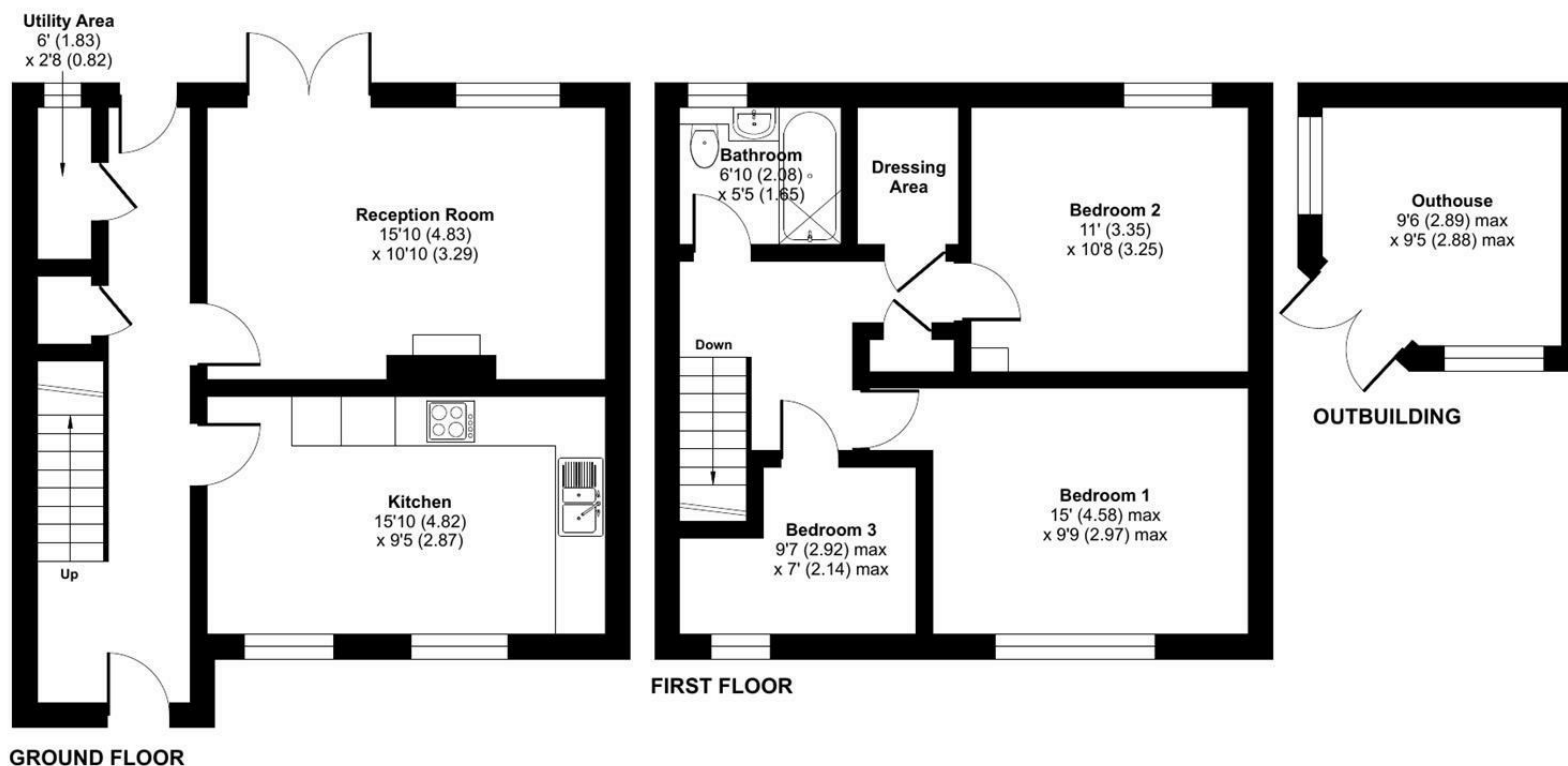 Utility Area
6' (1.83)
x 2'8 (0.82)
Reception Room
15'10 (4.83)
x 10'10 (3.29)
Kitchen
15'10 (4.82)
x 9'5 (2.87)
Up
GROUND FLOOR
Bathroom
6'10 (2.08)
x 5'5 (1.65)
Dressing
Area
Bedroom 2
11' (3.35)
x 10'8 (3.25)
Down
Bedroom 1
15' (4.58) max
x 9'9 (2.97) max
Bedroom 3
9'7 (2.92) max
x 7' (2.14) max
FIRST FLOOR
Outhouse
9'6 (2.89) max
x 9'5 (2.88) max
OUTBUILDING